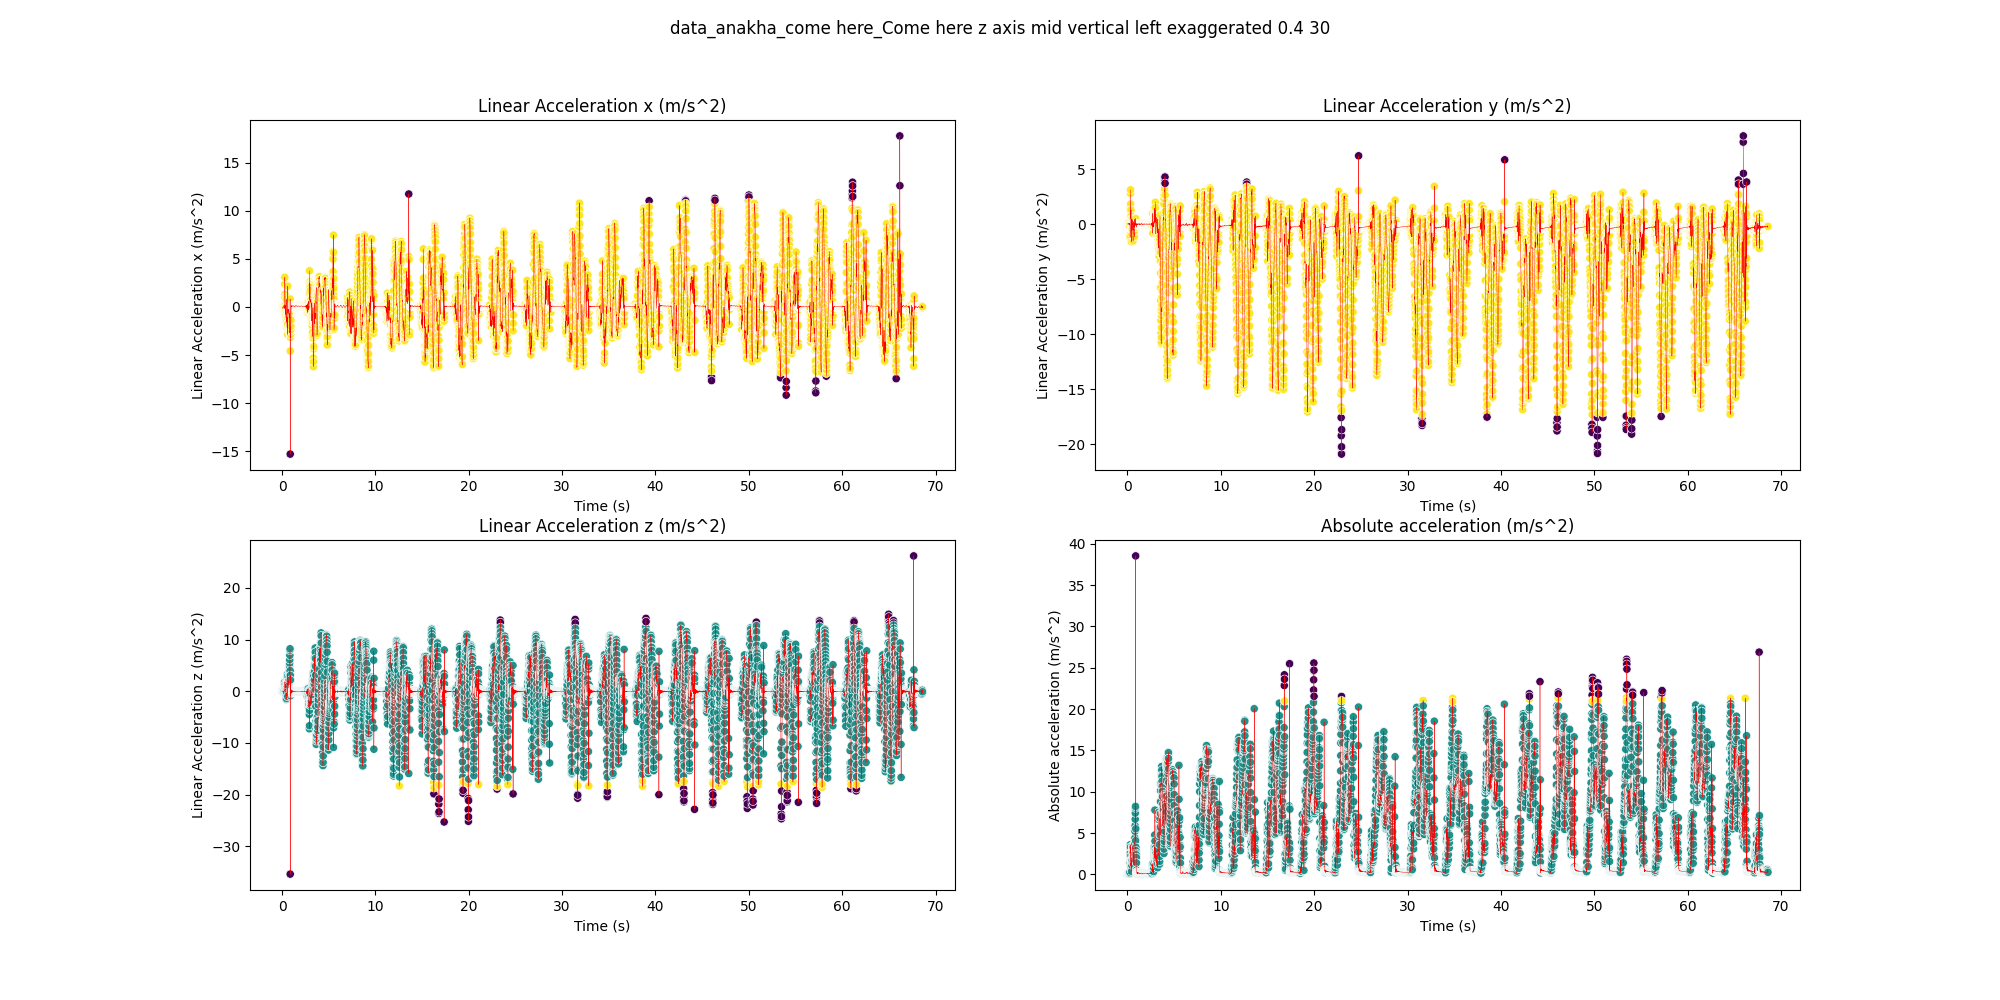 data_anakha_come here_Come here z axis mid vertical left exaggerated 0.4 30
Linear Acceleration x (m/s^2)
Linear Acceleration x (m/s^2)
15
10
5
0
−5
−10
−15
0 10 20 30 40 50 60 70
Time (s)
Linear Acceleration y (m/s^2)
Linear Acceleration y (m/s^2)
5
0
−5
−10
−15
−20
0 10 20 30 40 50 60 70
Time (s)
Linear Acceleration z (m/s^2)
Linear Acceleration z (m/s^2)
20
10
0
−10
−20
−30
0 10 20 30 40 50 60 70
Time (s)
Absolute acceleration (m/s^2)
Absolute acceleration (m/s^2)
40
35
30
25
20
15
10
5
0
0 10 20 30 40 50 60 70
Time (s)